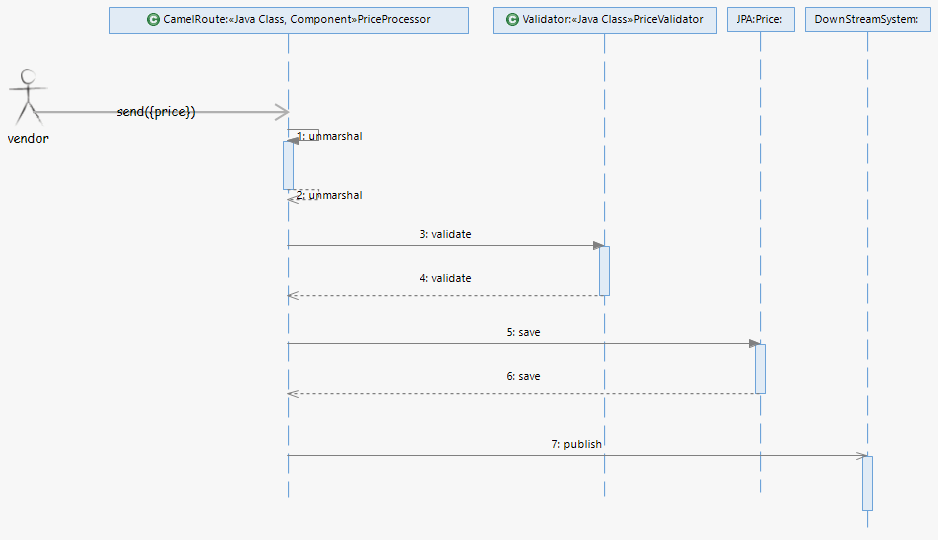 CamelRoute:«Java Class, Component»PriceProcessor
Validator:«Java Class»PriceValidator
JPA:Price:
DownStreamSystem:
send({price})
vendor
1: unmarshal
2: unmarshal
3: validate
4: validate
5: save
6: save
7: publish